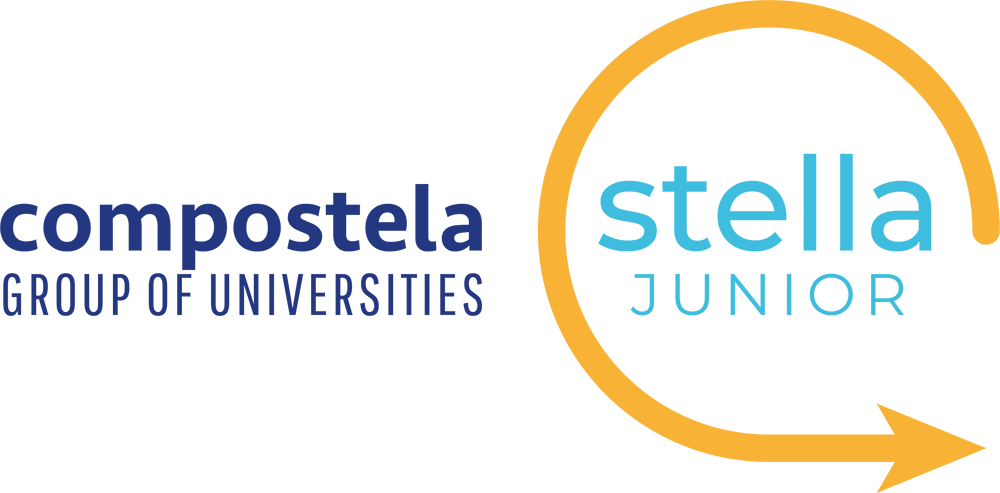 compostela
GROUP OF UNIVERSITIES
stella
JUNIOR